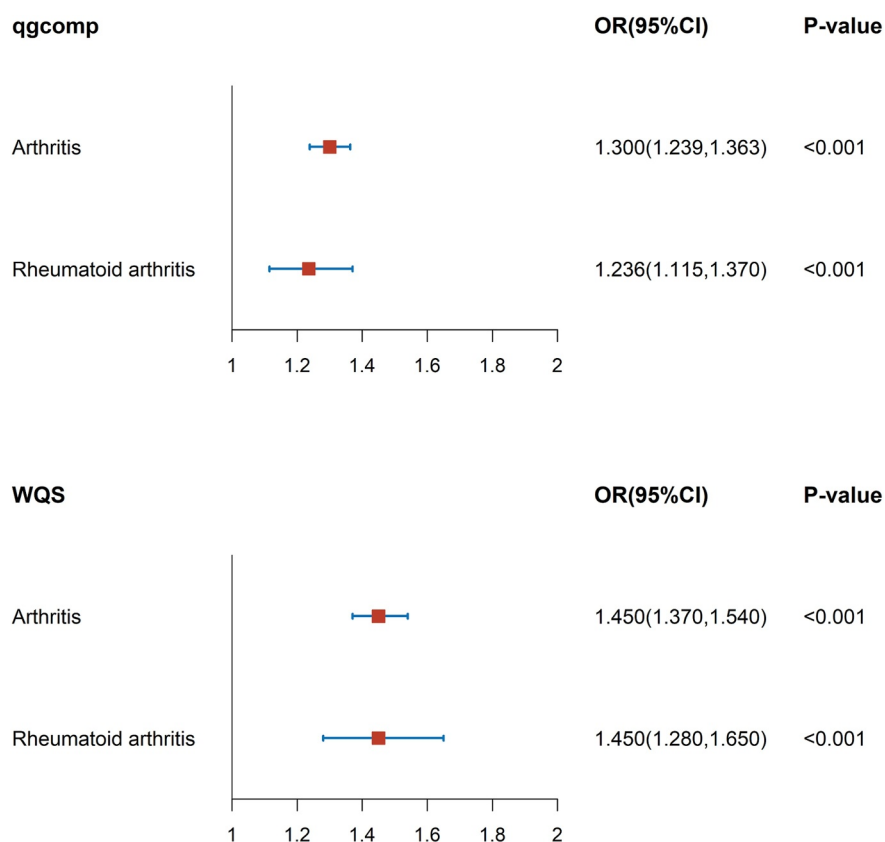 qgcomp OR(95%CI) P-value
Arthritis 1.300(1.239,1.363) <0.001
Rheumatoid arthritis 1.236(1.115,1.370) <0.001
1 1.2 1.4 1.6 1.8 2
WQS OR(95%CI) P-value
Arthritis 1.450(1.370,1.540) <0.001
Rheumatoid arthritis 1.450(1.280,1.650) <0.001
1 1.2 1.4 1.6 1.8 2